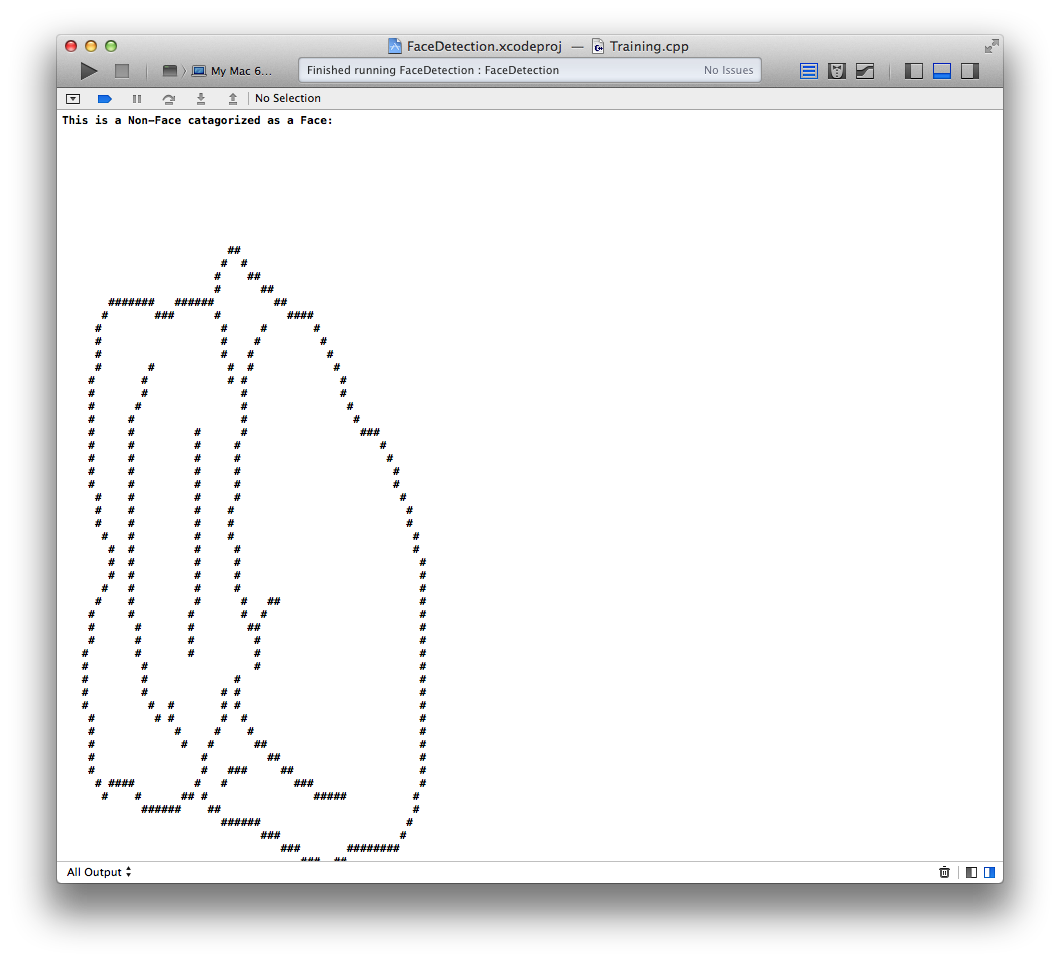 FaceDetection.xcodeproj — Training.cpp
My Mac 6...
Finished running FaceDetection : FaceDetection
No Issues
No Selection
This is a Non-Face catagorized as a Face:
All Output